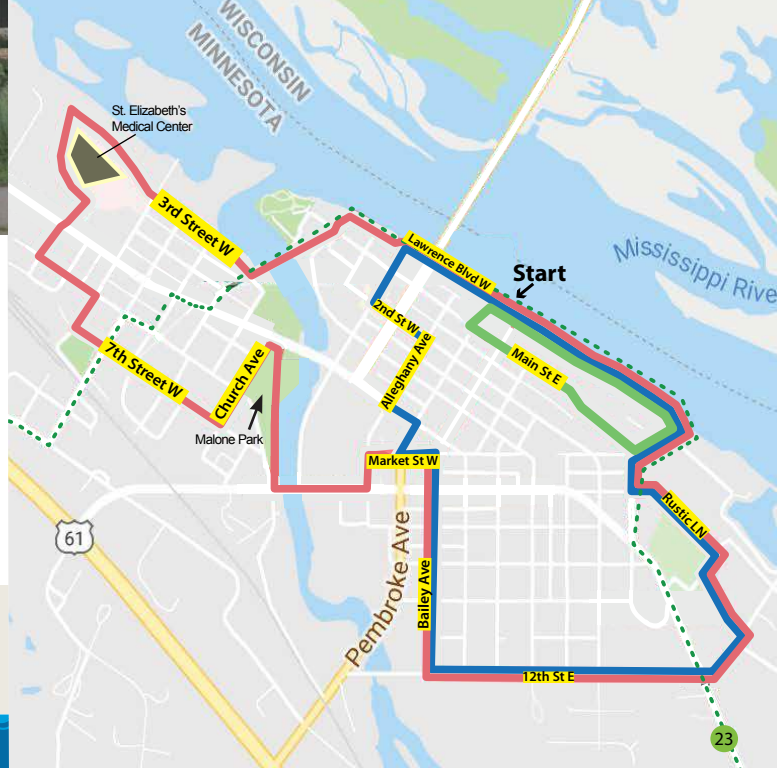 WISCONSIN
MINNESOTA
St. Elizabeth's
Medical Center
3rd Street W
Lawrence Blvd W
Start
Mississippi Rive
2nd St W
Alleghany Ave
Main St E
7th Street W
Church Ave
Malone Park
Market St W
Rustic LN
61
Pembroke Ave
Bailey Ave
12th St E
23